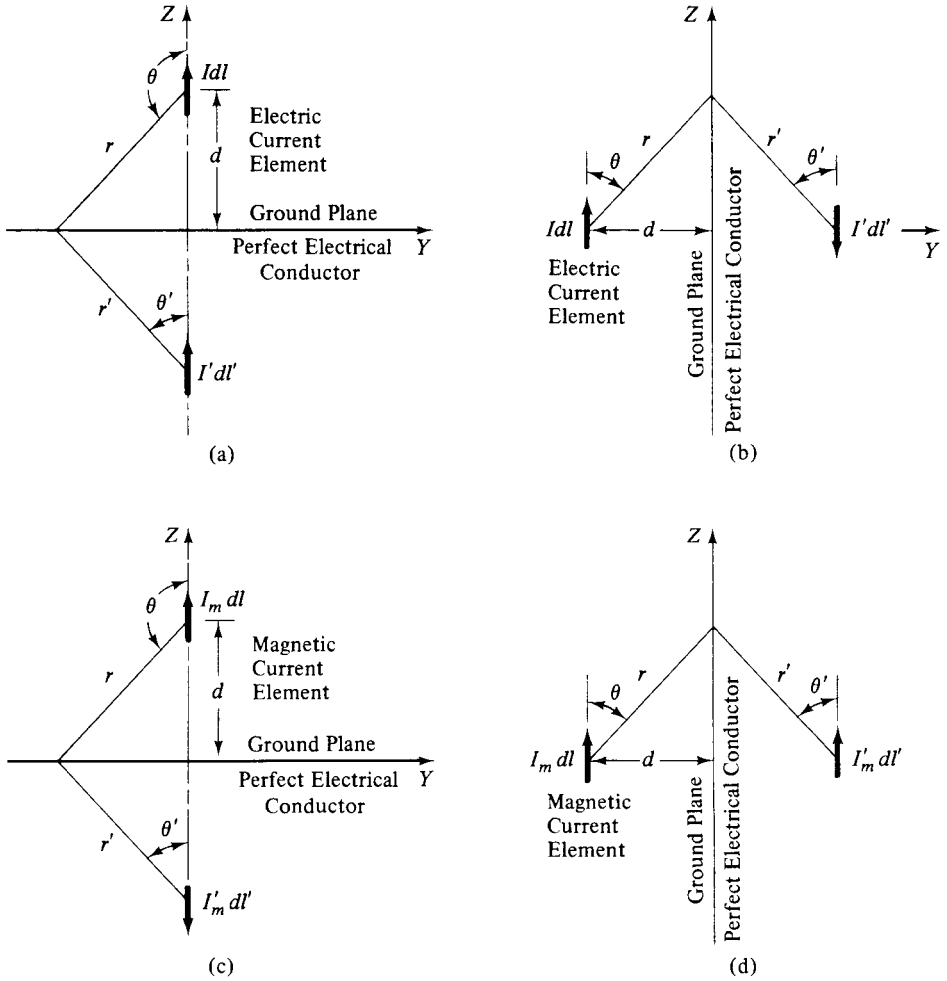 Z
θ
Idl
Electric
Current
Element
r
d
Ground Plane
Perfect Electrical
Conductor
Y
r'
θ'
I'dl'
(a)
Z
r
r'
θ
θ'
Idl
d
I'dl'
Y
Electric
Current
Element
Ground Plane
Perfect Electrical Conductor
(b)
Z
θ
I_m dl
Magnetic
Current
Element
r
d
Ground Plane
Perfect Electrical
Conductor
Y
r'
θ'
I'_m dl'
(c)
Z
r
r'
θ
θ'
I_m dl
d
I'_m dl'
Magnetic
Current
Element
Ground Plane
Perfect Electrical Conductor
(d)